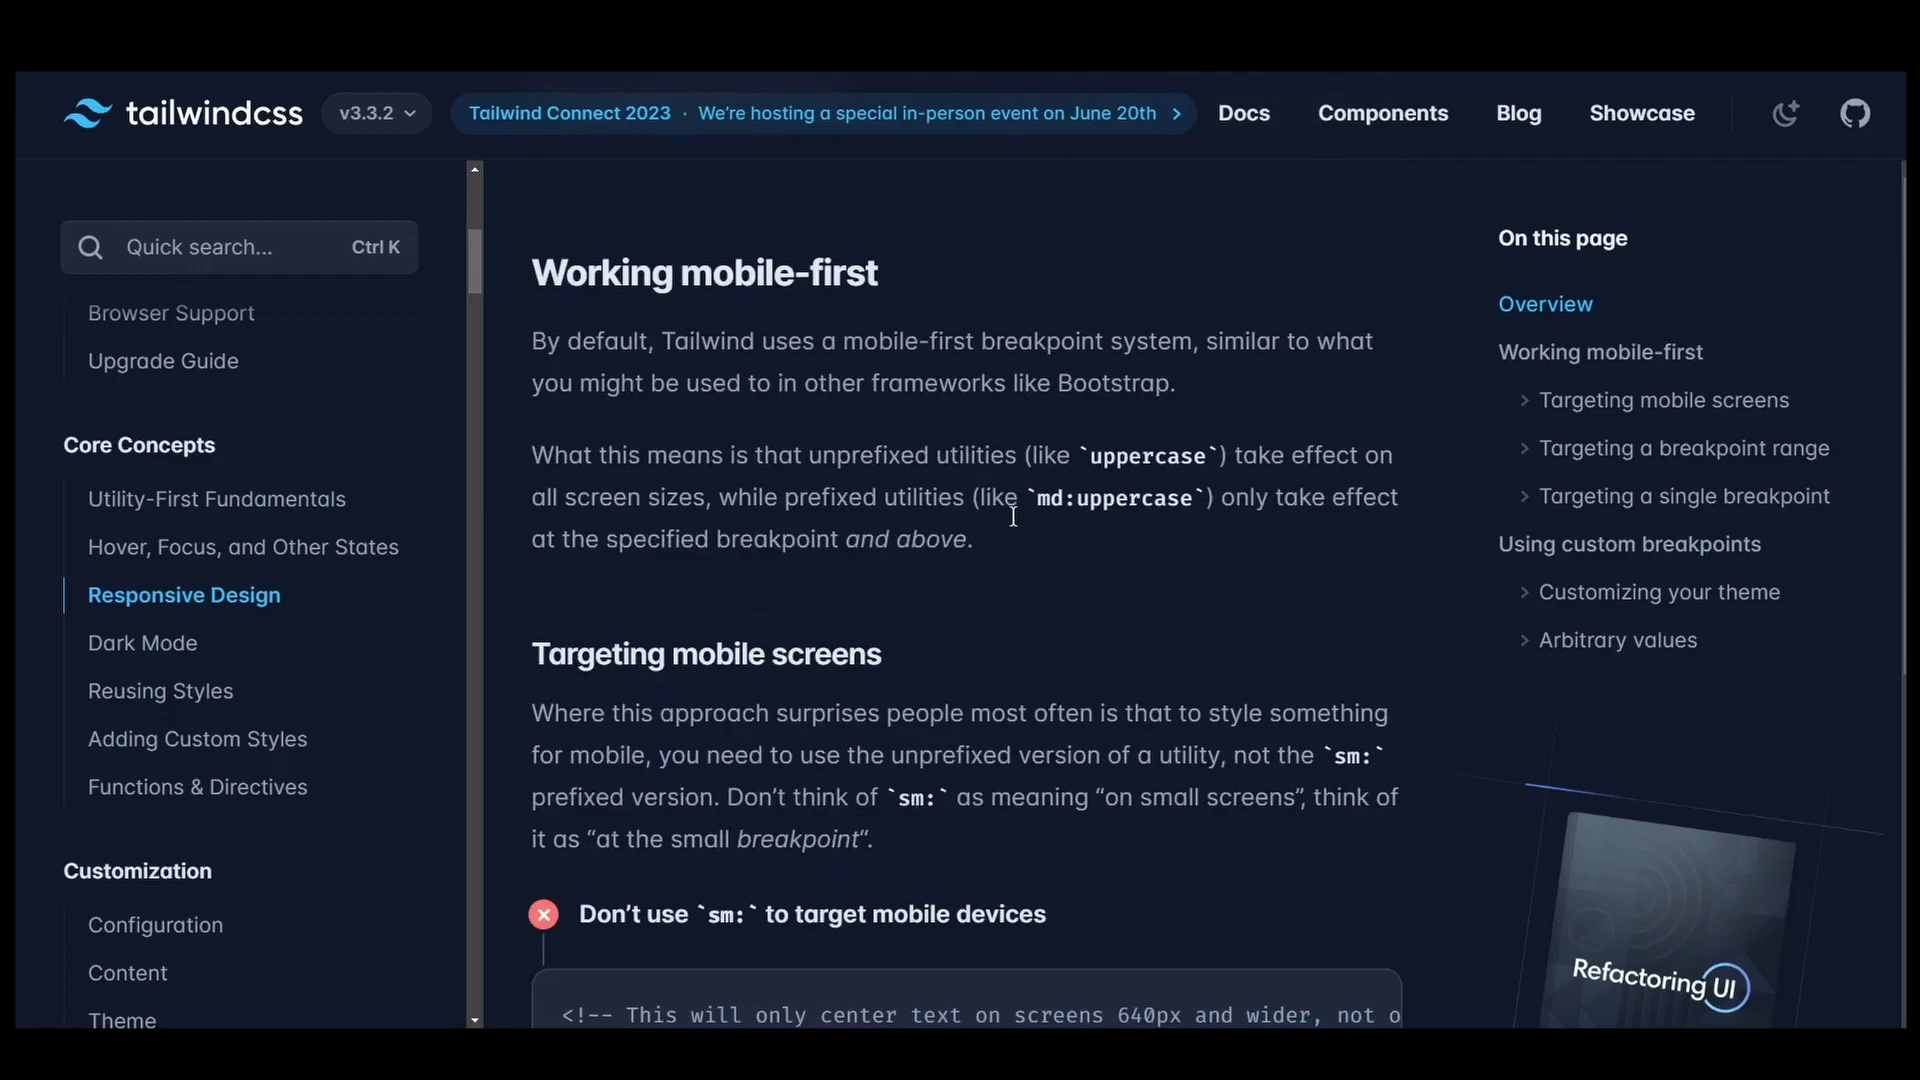 tailwindcss
v3.3.2
Tailwind Connect 2023 · We're hosting a special in-person event on June 20th
Docs
Components
Blog
Showcase
Quick search...
Ctrl K
Browser Support
Upgrade Guide
Core Concepts
Utility-First Fundamentals
Hover, Focus, and Other States
Responsive Design
Dark Mode
Reusing Styles
Adding Custom Styles
Functions & Directives
Customization
Configuration
Content
Theme
Working mobile-first
By default, Tailwind uses a mobile-first breakpoint system, similar to what
you might be used to in other frameworks like Bootstrap.
What this means is that unprefixed utilities (like `uppercase`) take effect on
all screen sizes, while prefixed utilities (like `md:uppercase`) only take effect
at the specified breakpoint and above.
Targeting mobile screens
Where this approach surprises people most often is that to style something
for mobile, you need to use the unprefixed version of a utility, not the `sm:`
prefixed version. Don't think of `sm:` as meaning “on small screens”, think of
it as “at the small breakpoint“.
Don't use `sm:` to target mobile devices
<!-- This will only center text on screens 640px and wider, not o
On this page
Overview
Working mobile-first
Targeting mobile screens
Targeting a breakpoint range
Targeting a single breakpoint
Using custom breakpoints
Customizing your theme
Arbitrary values
Refactoring UI